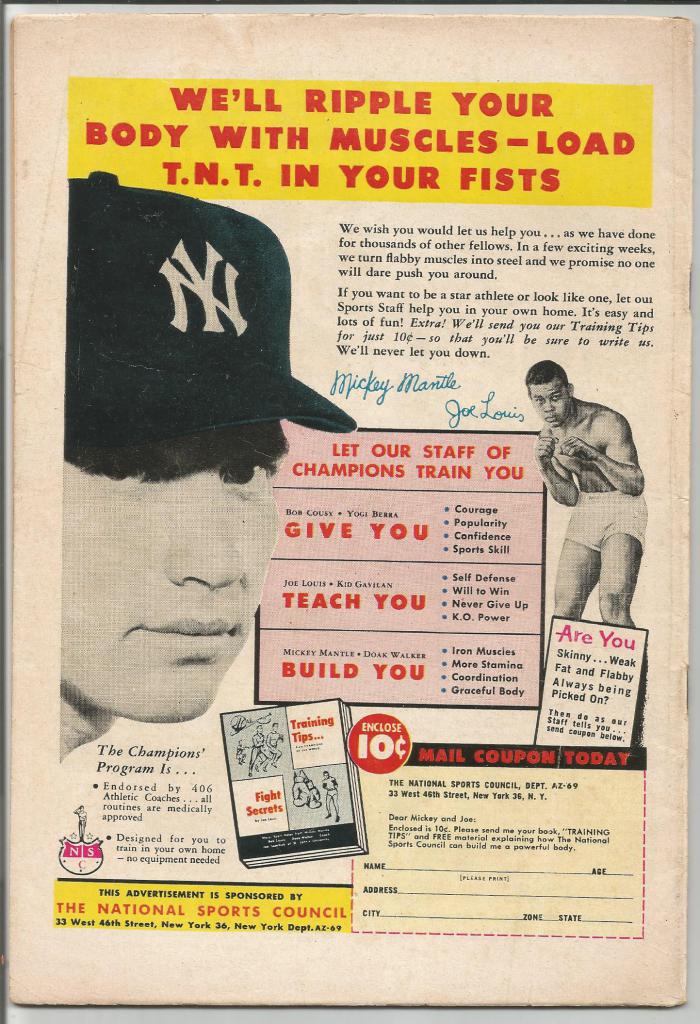 WE'LL RIPPLE YOUR
BODY WITH MUSCLES—LOAD
T.N.T. IN YOUR FISTS
NY
We wish you would let us help you . . . as we have done
for thousands of other fellows. In a few exciting weeks,
we turn flabby muscles into steel and we promise no one
will dare push you around.
If you want to be a star athlete or look like one, let our
Sports Staff help you in your own home. It's easy and
lots of fun! Extra! We'll send you our Training Tips
for just 10¢—so that you'll be sure to write us.
We'll never let you down.
Mickey Mantle
Joe Louis
LET OUR STAFF OF
CHAMPIONS TRAIN YOU
BOB COUSY • YOGI BERRA
GIVE YOU
• Courage
• Popularity
• Confidence
• Sports Skill
JOE LOUIS • KID GAVILAN
TEACH YOU
• Self Defense
• Will to Win
• Never Give Up
• K.O. Power
MICKEY MANTLE • DOAK WALKER
BUILD YOU
• Iron Muscles
• More Stamina
• Coordination
• Graceful Body
Are You
Skinny...Weak
Fat and Flabby
Always being
Picked On?
Then do as our
Staff tells you...
send coupon below.
The Champions'
Program Is . . .
• Endorsed by 406
Athletic Coaches . . . all
routines are medically
approved
• Designed for you to
train in your own home
— no equipment needed
N S C
Training
Tips...
Fight
Secrets
by Joe Louis
ENCLOSE
10¢
MAIL COUPON TODAY
THE NATIONAL SPORTS COUNCIL, DEPT. AZ-69
33 West 46th Street, New York 36, N. Y.
Dear Mickey and Joe:
Enclosed is 10c. Please send me your book, "TRAINING
TIPS" and FREE material explaining how The National
Sports Council can build me a powerful body.
NAME AGE
(PLEASE PRINT)
ADDRESS
CITY ZONE STATE
THIS ADVERTISEMENT IS SPONSORED BY
THE NATIONAL SPORTS COUNCIL
33 West 46th Street, New York 36, New York Dept. AZ-69